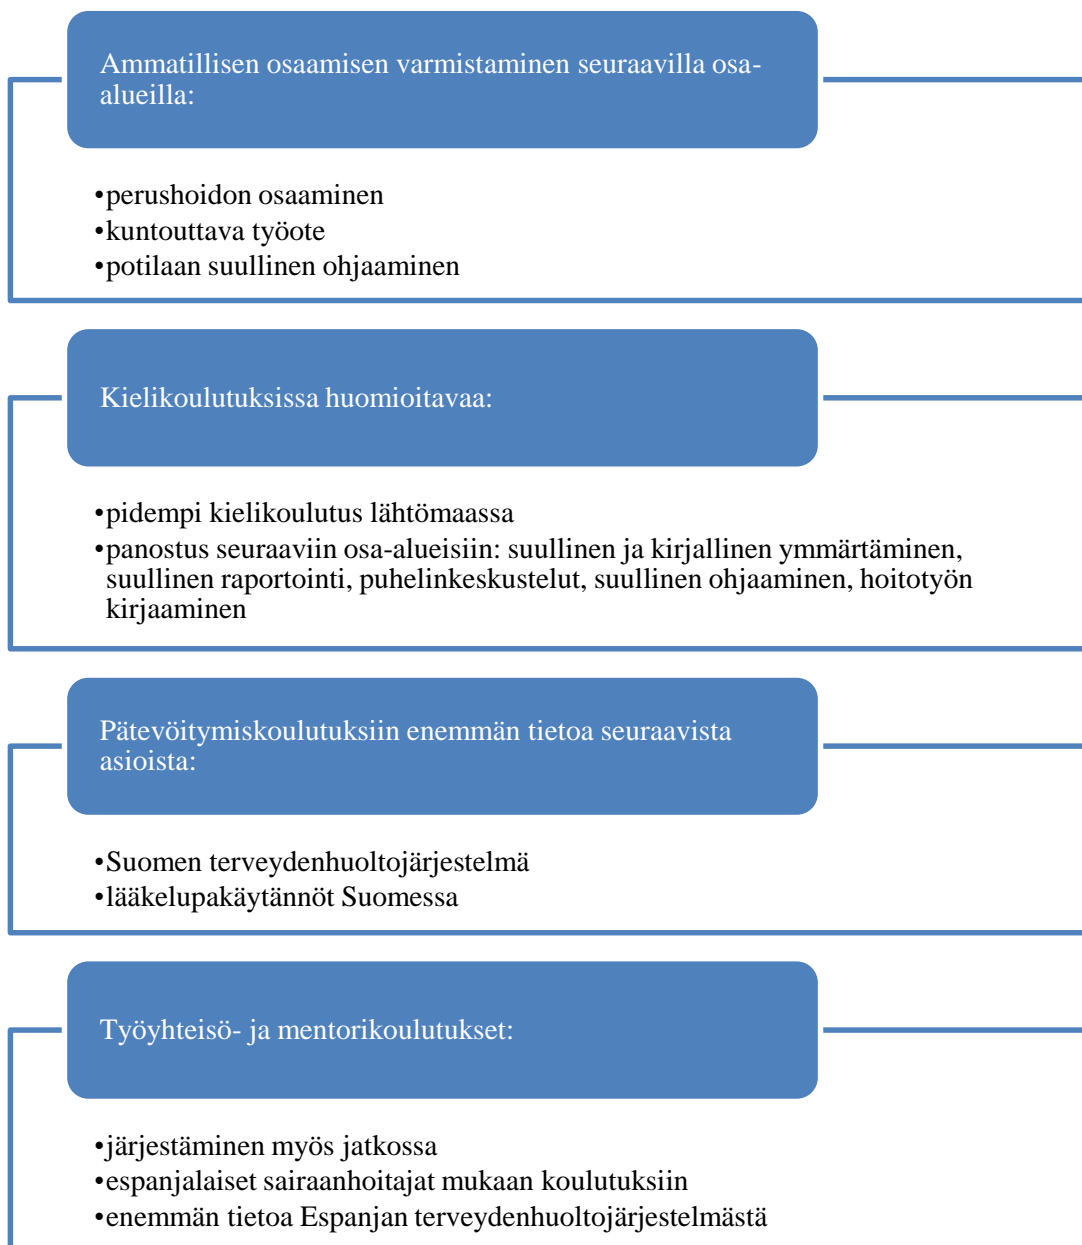 Ammatillisen osaamisen varmistaminen seuraavilla osa-
alueilla:
•perushoidon osaaminen
•kuntouttava työote
•potilaan suullinen ohjaaminen
Kielikoulutuksissa huomioitavaa:
•pidempi kielikoulutus lähtömaassa
•panostus seuraaviin osa-alueisiin: suullinen ja kirjallinen ymmärtäminen,
suullinen raportointi, puhelinkeskustelut, suullinen ohjaaminen, hoitotyön
kirjaaminen
Pätevöitymiskoulutuksiin enemmän tietoa seuraavista
asioista:
•Suomen terveydenhuoltojärjestelmä
•lääkelupakäytännöt Suomessa
Työyhteisö- ja mentorikoulutukset:
•järjestäminen myös jatkossa
•espanjalaiset sairaanhoitajat mukaan koulutuksiin
•enemmän tietoa Espanjan terveydenhuoltojärjestelmästä